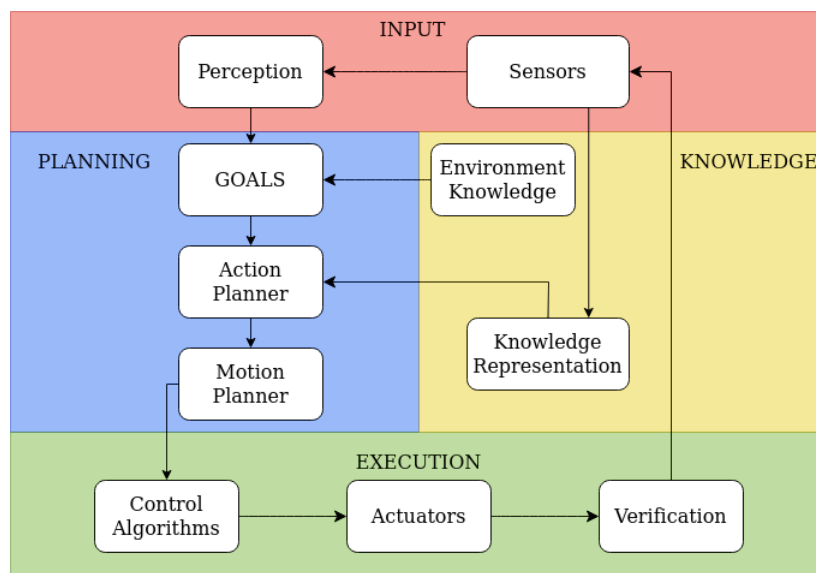 INPUT
Perception
Sensors
PLANNING
GOALS
Environment
Knowledge
KNOWLEDGE
Action
Planner
Knowledge
Representation
Motion
Planner
EXECUTION
Control
Algorithms
Actuators
Verification